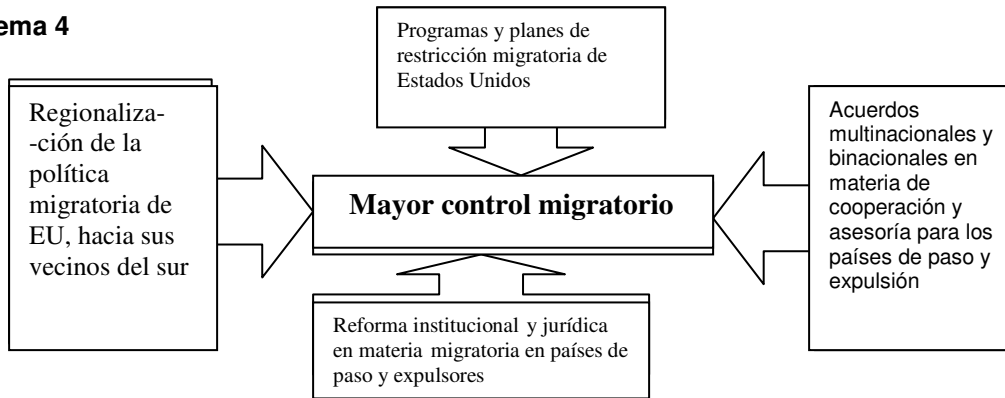 ema 4
Programas y planes de
restricción migratoria de
Estados Unidos
Regionaliza-
-ción de la
política
migratoria de
EU, hacia sus
vecinos del sur
Mayor control migratorio
Acuerdos
multinacionales y
binacionales en
materia de
cooperación y
asesoría para los
países de paso y
expulsión
Reforma institucional y jurídica
en materia migratoria en países de
paso y expulsores